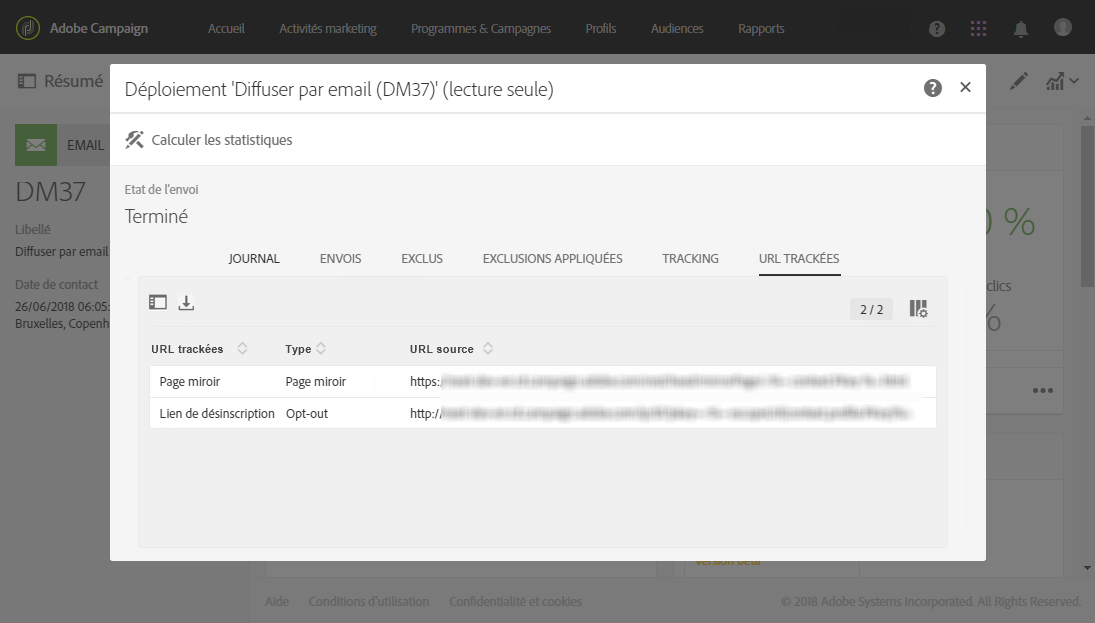 Adobe Campaign Accueil Activités marketing Programmes & Campagnes Profils Audiences Rapports
Résumé
Déploiement 'Diffuser par email (DM37)' (lecture seule)
Calculer les statistiques
EMAIL
DM37
Libellé
Diffuser par email
Date de contact
26/06/2018 06:05:
Bruxelles, Copenh
Etat de l'envoi
Terminé
JOURNAL ENVOIS EXCLUS EXCLUSIONS APPLIQUÉES TRACKING URL TRACKÉES
2 / 2
URL trackées Type URL source
Page miroir Page miroir https:/
Lien de désinscription Opt-out http:/
%
clics
%
version beta
Aide Conditions d'utilisation Confidentialité et cookies © 2018 Adobe Systems Incorporated. All Rights Reserved.